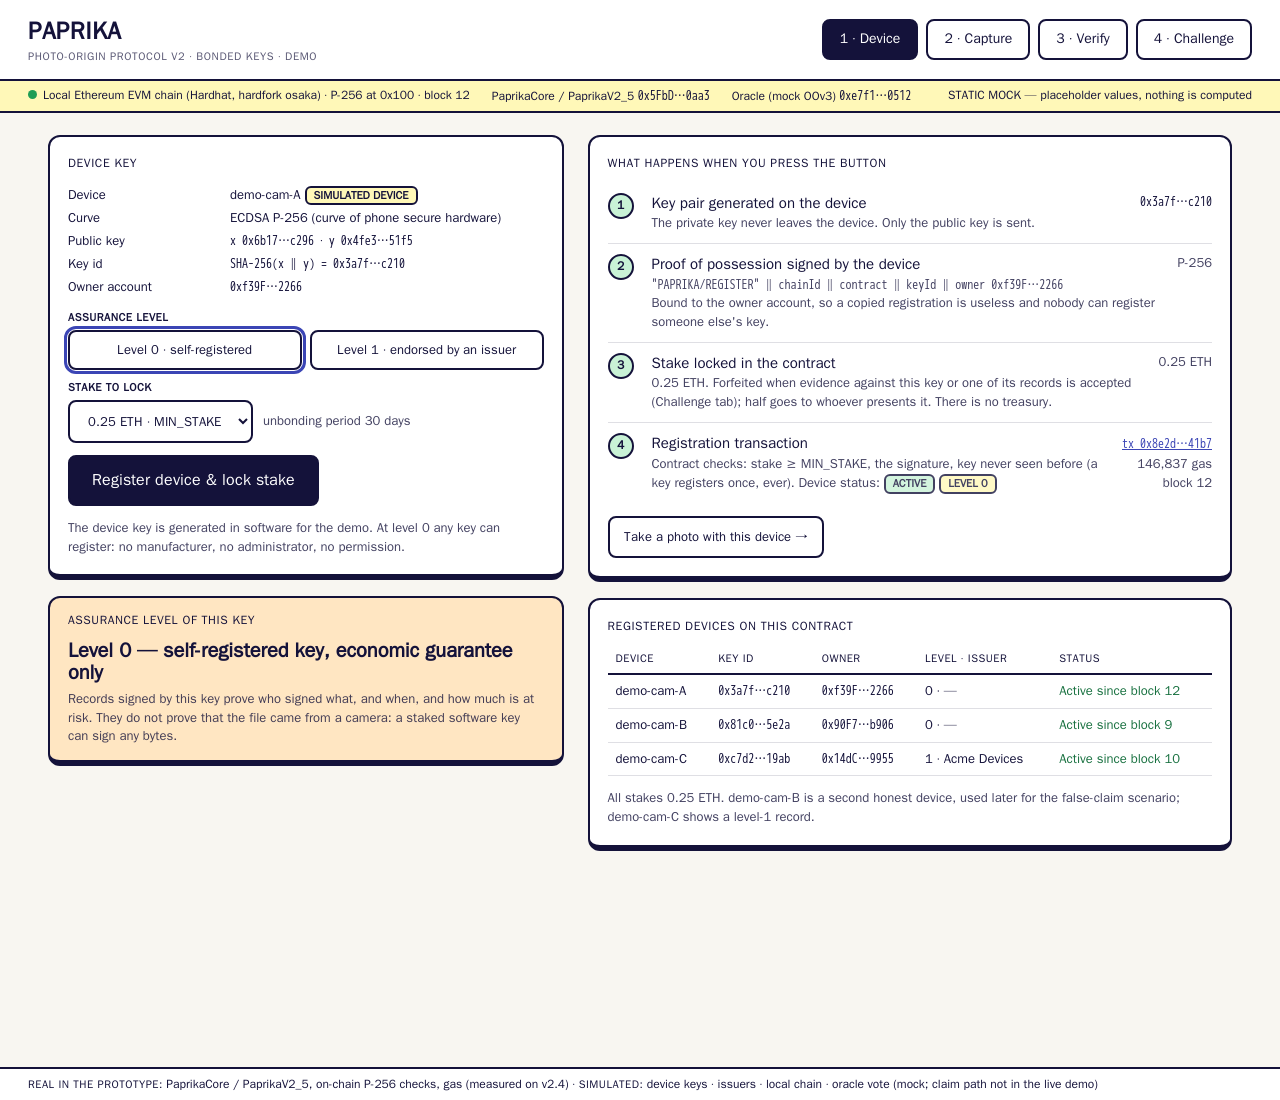 PAPRIKA
PHOTO-ORIGIN PROTOCOL V2 · BONDED KEYS · DEMO
1 · Device
2 · Capture
3 · Verify
4 · Challenge
Local Ethereum EVM chain (Hardhat, hardfork osaka) · P-256 at 0x100 · block 12
PaprikaCore / PaprikaV2_5 0x5FbD···0aa3
Oracle (mock OOv3) 0xe7f1···0512
STATIC MOCK — placeholder values, nothing is computed
DEVICE KEY
Device demo-cam-A SIMULATED DEVICE
Curve ECDSA P-256 (curve of phone secure hardware)
Public key x 0x6b17···c296 · y 0x4fe3···51f5
Key id SHA-256(x ‖ y) = 0x3a7f···c210
Owner account 0xf39F···2266
ASSURANCE LEVEL
Level 0 · self-registered
Level 1 · endorsed by an issuer
STAKE TO LOCK
0.25 ETH · MIN_STAKE
unbonding period 30 days
Register device & lock stake
The device key is generated in software for the demo. At level 0 any key can
register: no manufacturer, no administrator, no permission.
ASSURANCE LEVEL OF THIS KEY
Level 0 — self-registered key, economic guarantee
only
Records signed by this key prove who signed what, and when, and how much is at
risk. They do not prove that the file came from a camera: a staked software key
can sign any bytes.
WHAT HAPPENS WHEN YOU PRESS THE BUTTON
1 Key pair generated on the device 0x3a7f···c210
The private key never leaves the device. Only the public key is sent.
2 Proof of possession signed by the device P-256
"PAPRIKA/REGISTER" ‖ chainId ‖ contract ‖ keyId ‖ owner 0xf39F···2266
Bound to the owner account, so a copied registration is useless and nobody can register
someone else's key.
3 Stake locked in the contract 0.25 ETH
0.25 ETH. Forfeited when evidence against this key or one of its records is accepted
(Challenge tab); half goes to whoever presents it. There is no treasury.
4 Registration transaction tx 0x8e2d···41b7
Contract checks: stake ≥ MIN_STAKE, the signature, key never seen before (a 146,837 gas
key registers once, ever). Device status: ACTIVE LEVEL 0 block 12
Take a photo with this device →
REGISTERED DEVICES ON THIS CONTRACT
DEVICE KEY ID OWNER LEVEL · ISSUER STATUS
demo-cam-A 0x3a7f···c210 0xf39F···2266 0 · — Active since block 12
demo-cam-B 0x81c0···5e2a 0x90F7···b906 0 · — Active since block 9
demo-cam-C 0xc7d2···19ab 0x14dC···9955 1 · Acme Devices Active since block 10
All stakes 0.25 ETH. demo-cam-B is a second honest device, used later for the false-claim scenario;
demo-cam-C shows a level-1 record.
REAL IN THE PROTOTYPE: PaprikaCore / PaprikaV2_5, on-chain P-256 checks, gas (measured on v2.4) · SIMULATED: device keys · issuers · local chain · oracle vote (mock; claim path not in the live demo)